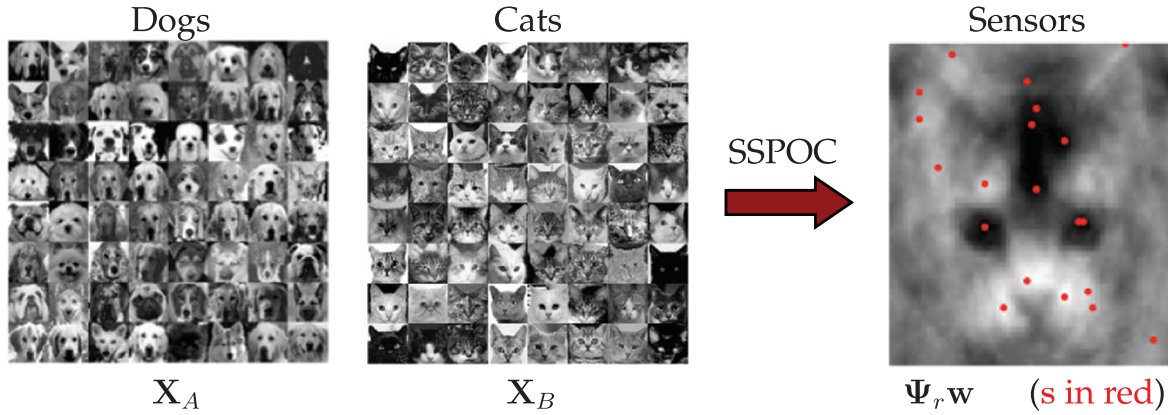 Dogs
Cats
Sensors
SSPOC
X_A
X_B
Ψ_r w (s in red)